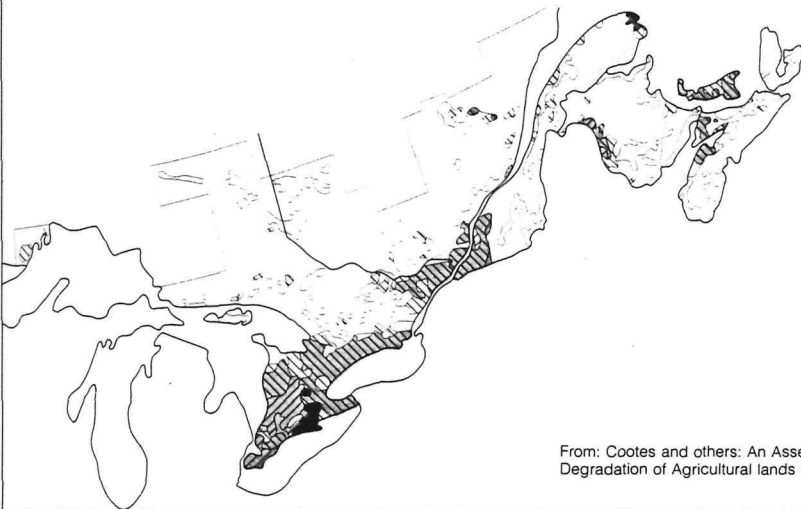 From: Cootes and others: An Asse
Degradation of Agricultural lands